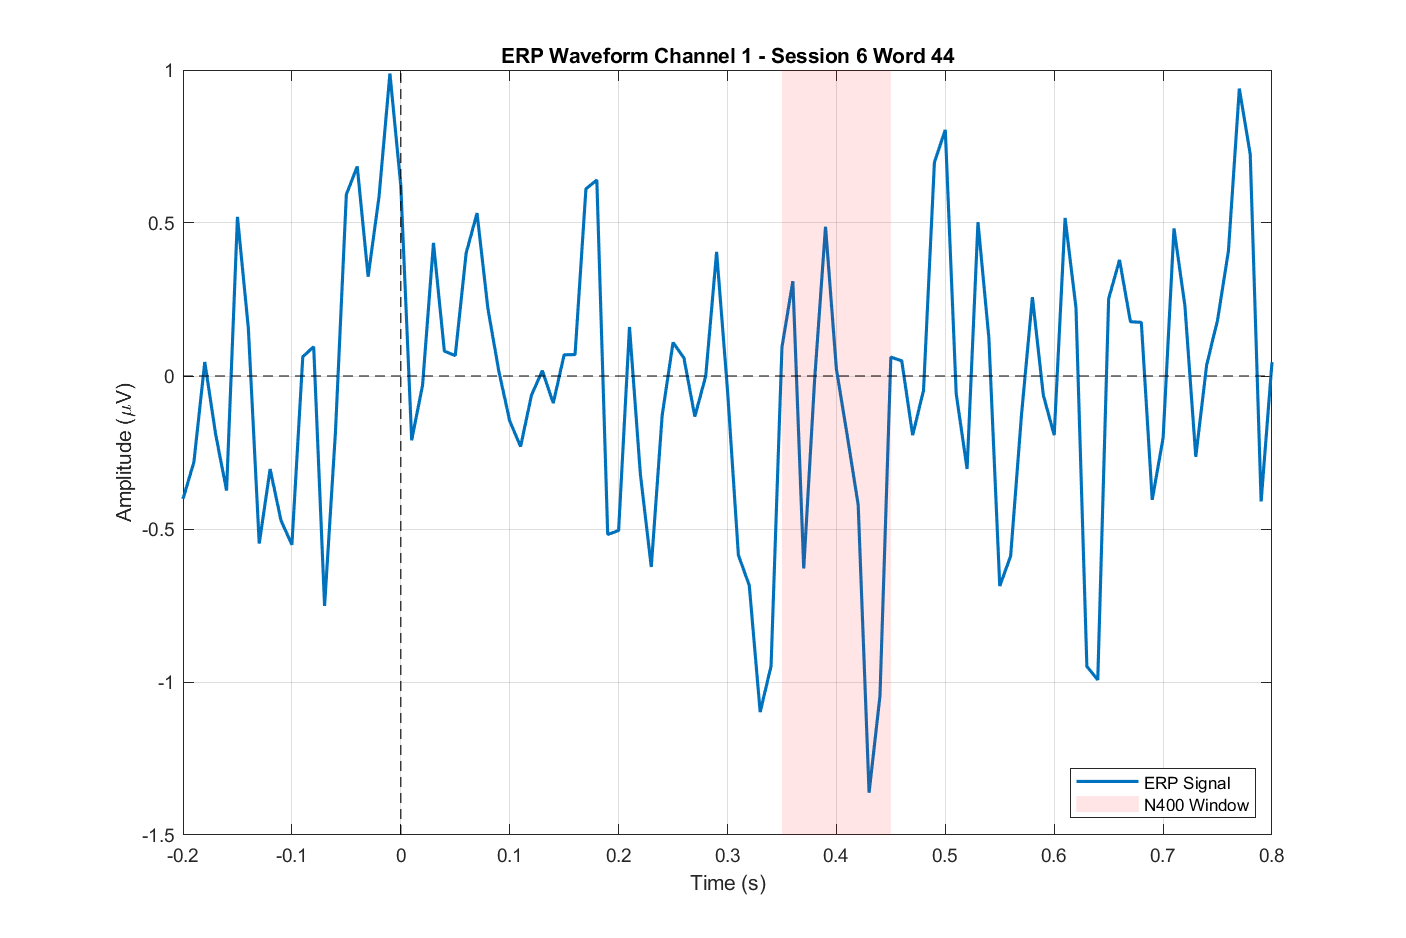 ERP Waveform Channel 1 - Session 6 Word 44
1
0.5
0
-0.5
-1
-1.5
Amplitude (μV)
-0.2 -0.1 0 0.1 0.2 0.3 0.4 0.5 0.6 0.7 0.8
Time (s)
ERP Signal
N400 Window